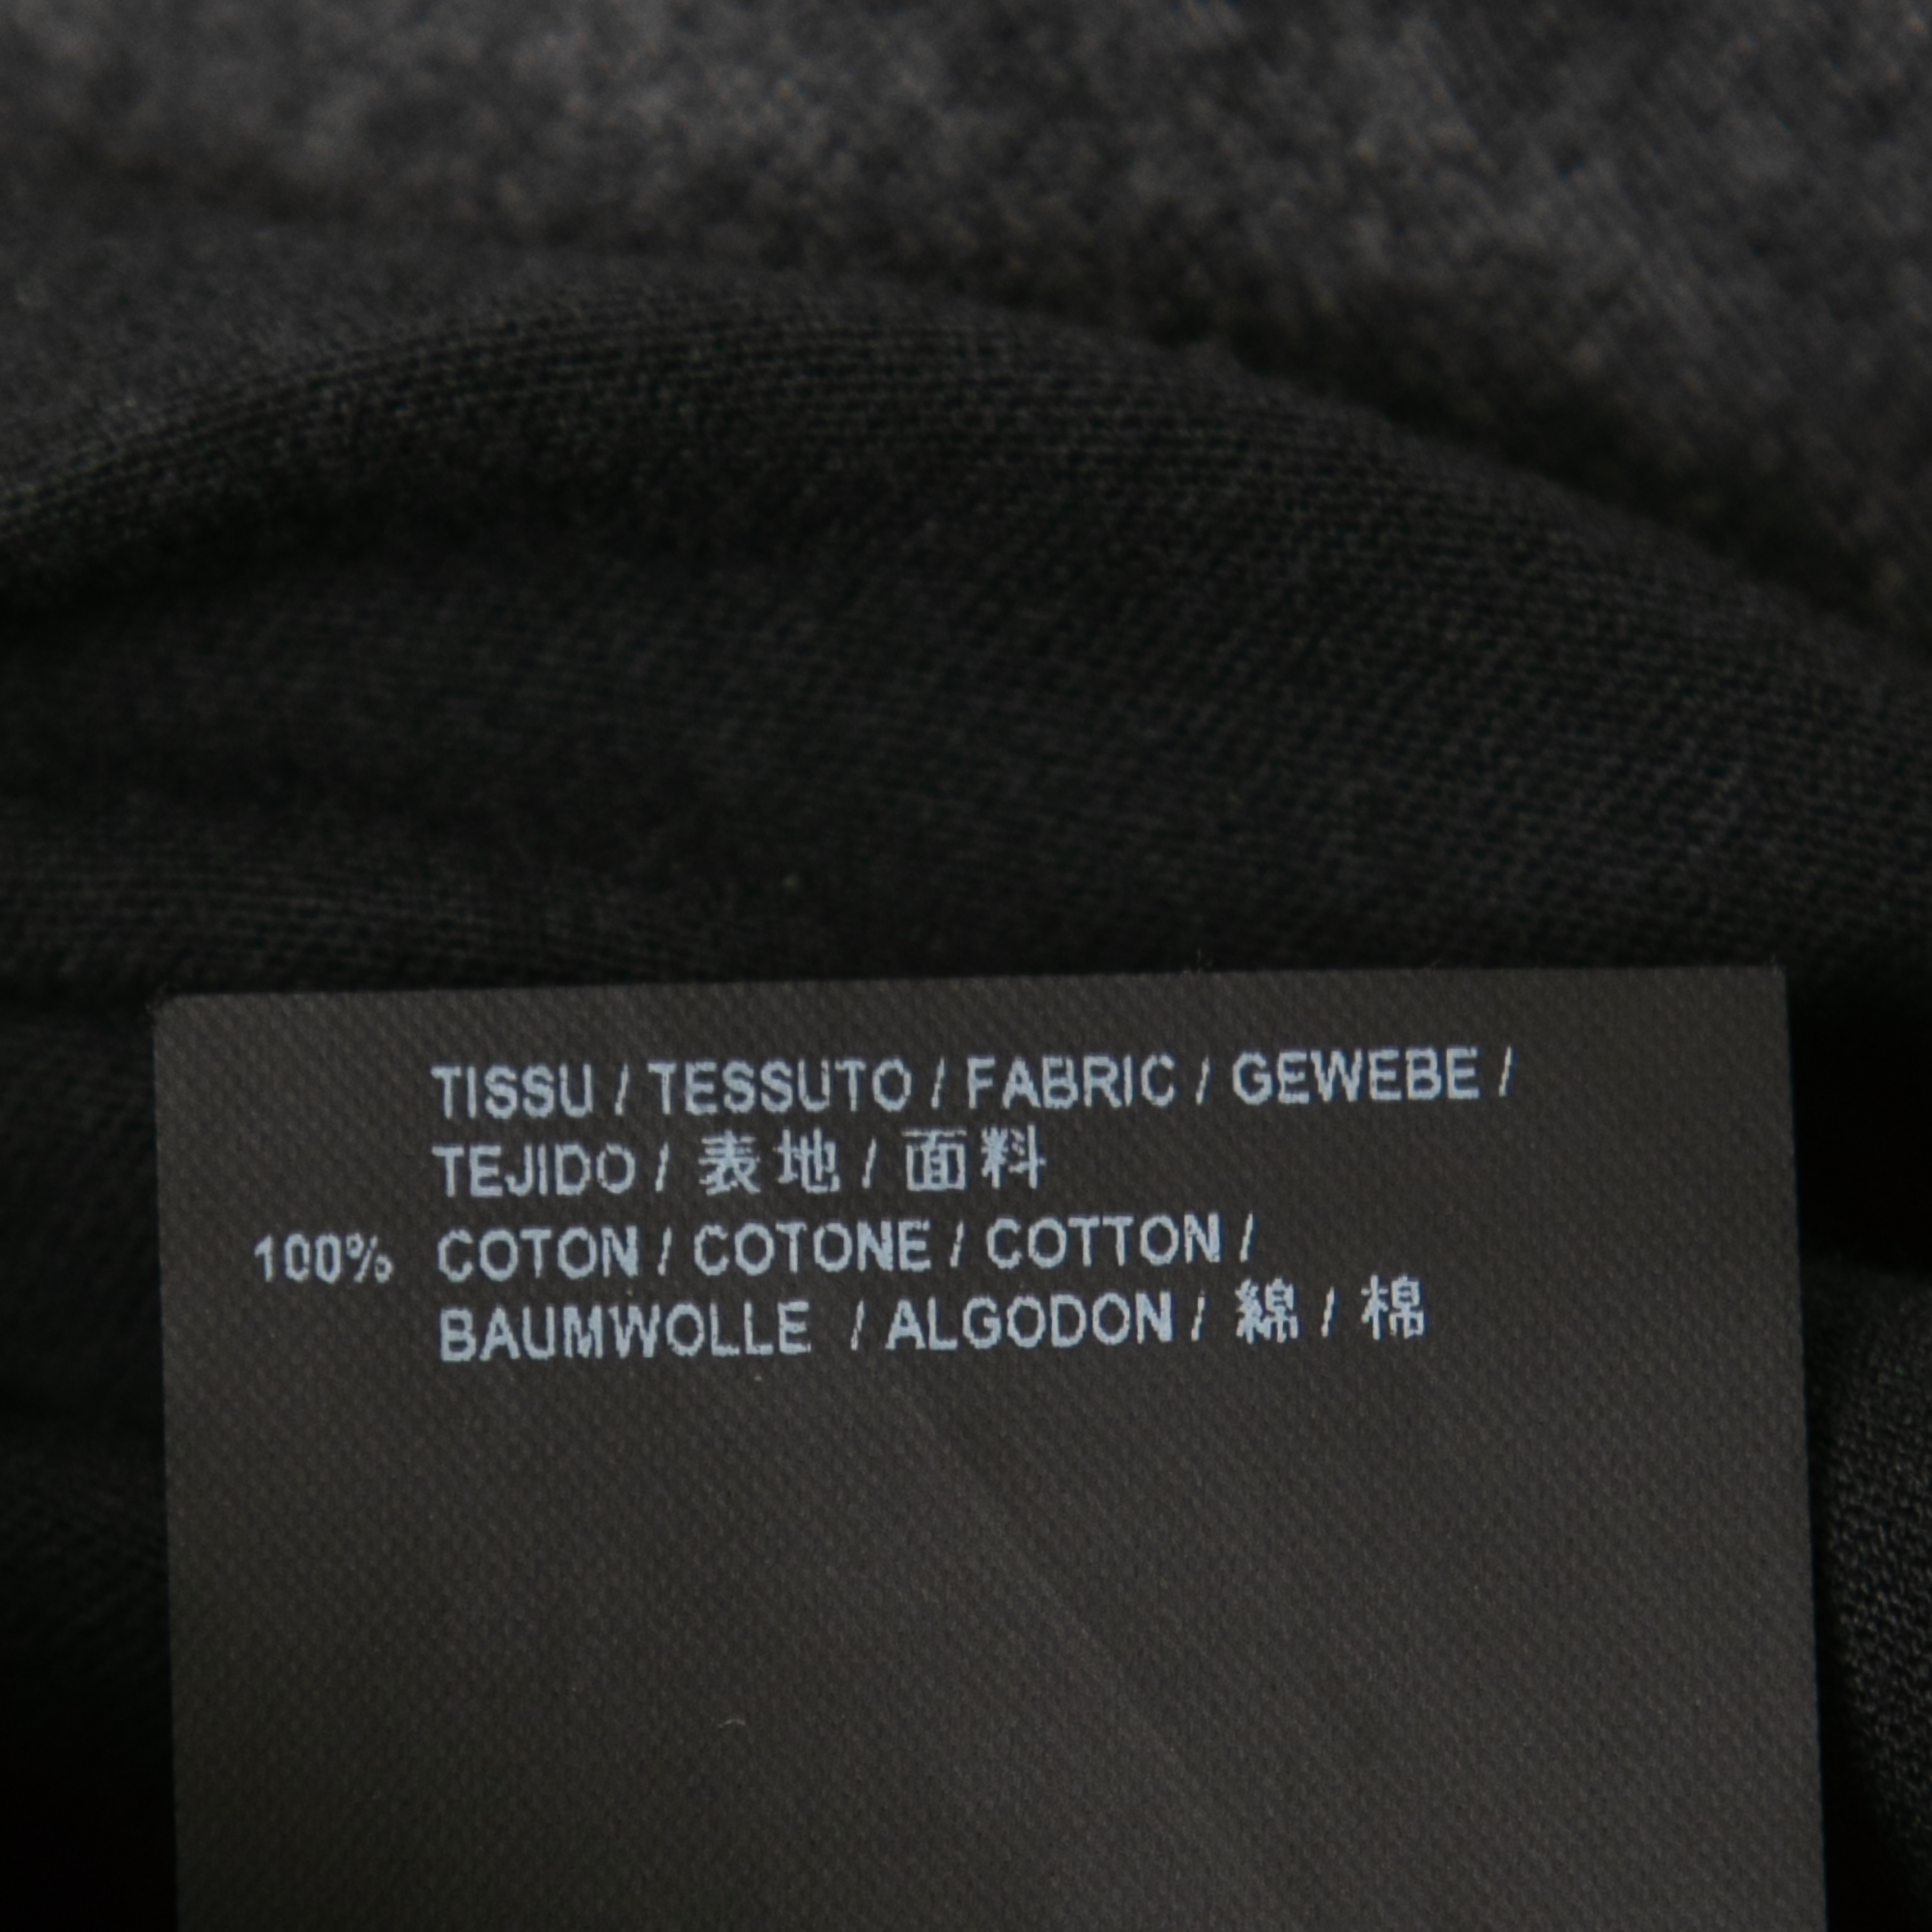 TISSU / TESSUTO / FABRIC / GEWEBE /
TEJIDO / 表地 / 面料
100% COTON / COTONE / COTTON /
BAUMWOLLE / ALGODON / 綿 / 棉